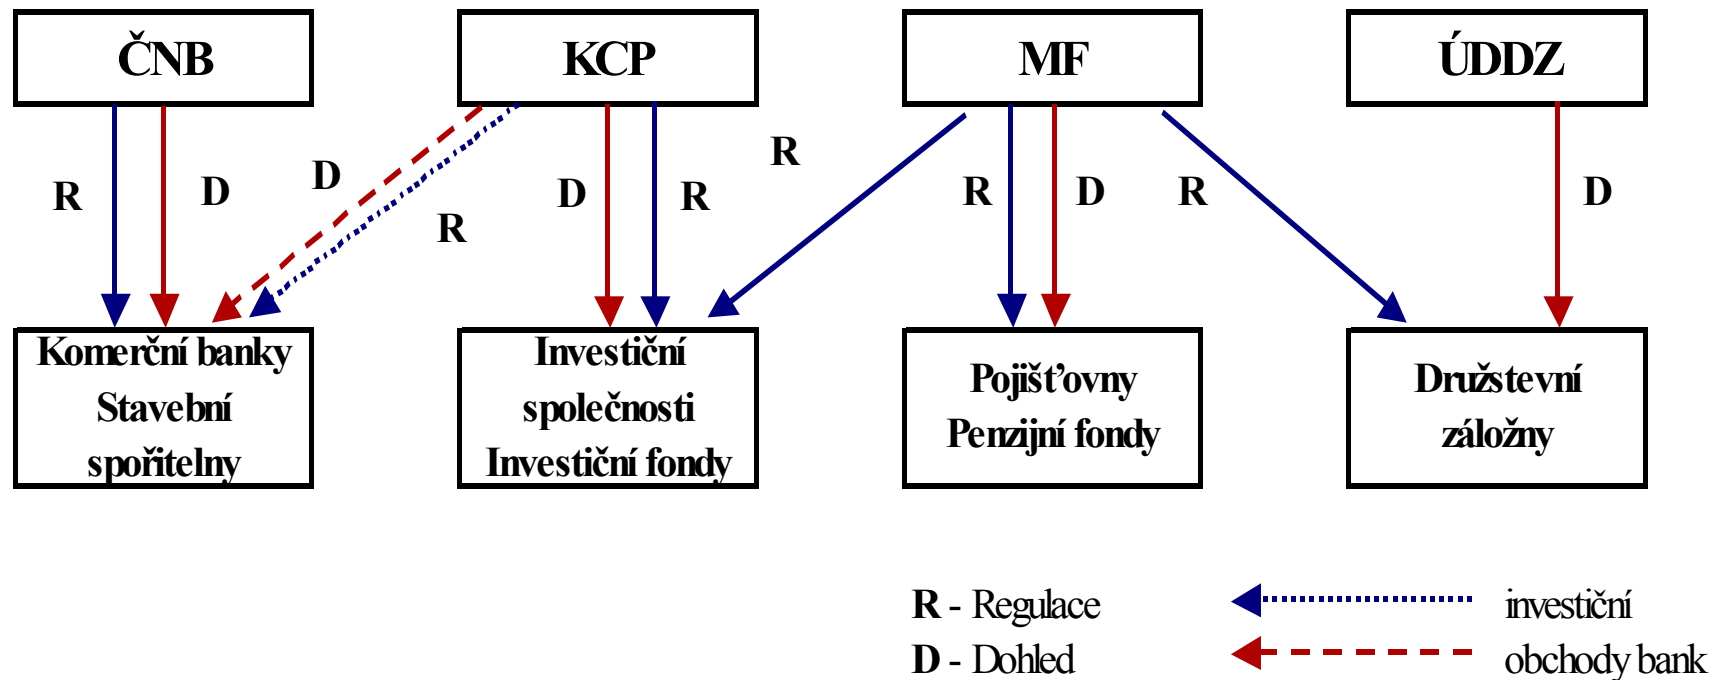 ČNB
KCP
MF
ÚDDZ
R
D
D
R
D
R
R
R
D
R
D
Komerční banky
Stavební
spořitelny
Investiční
společnosti
Investiční fondy
Pojišťovny
Penzijní fondy
Družstevní
záložny
R - Regulace
investiční
D - Dohled
obchody bank